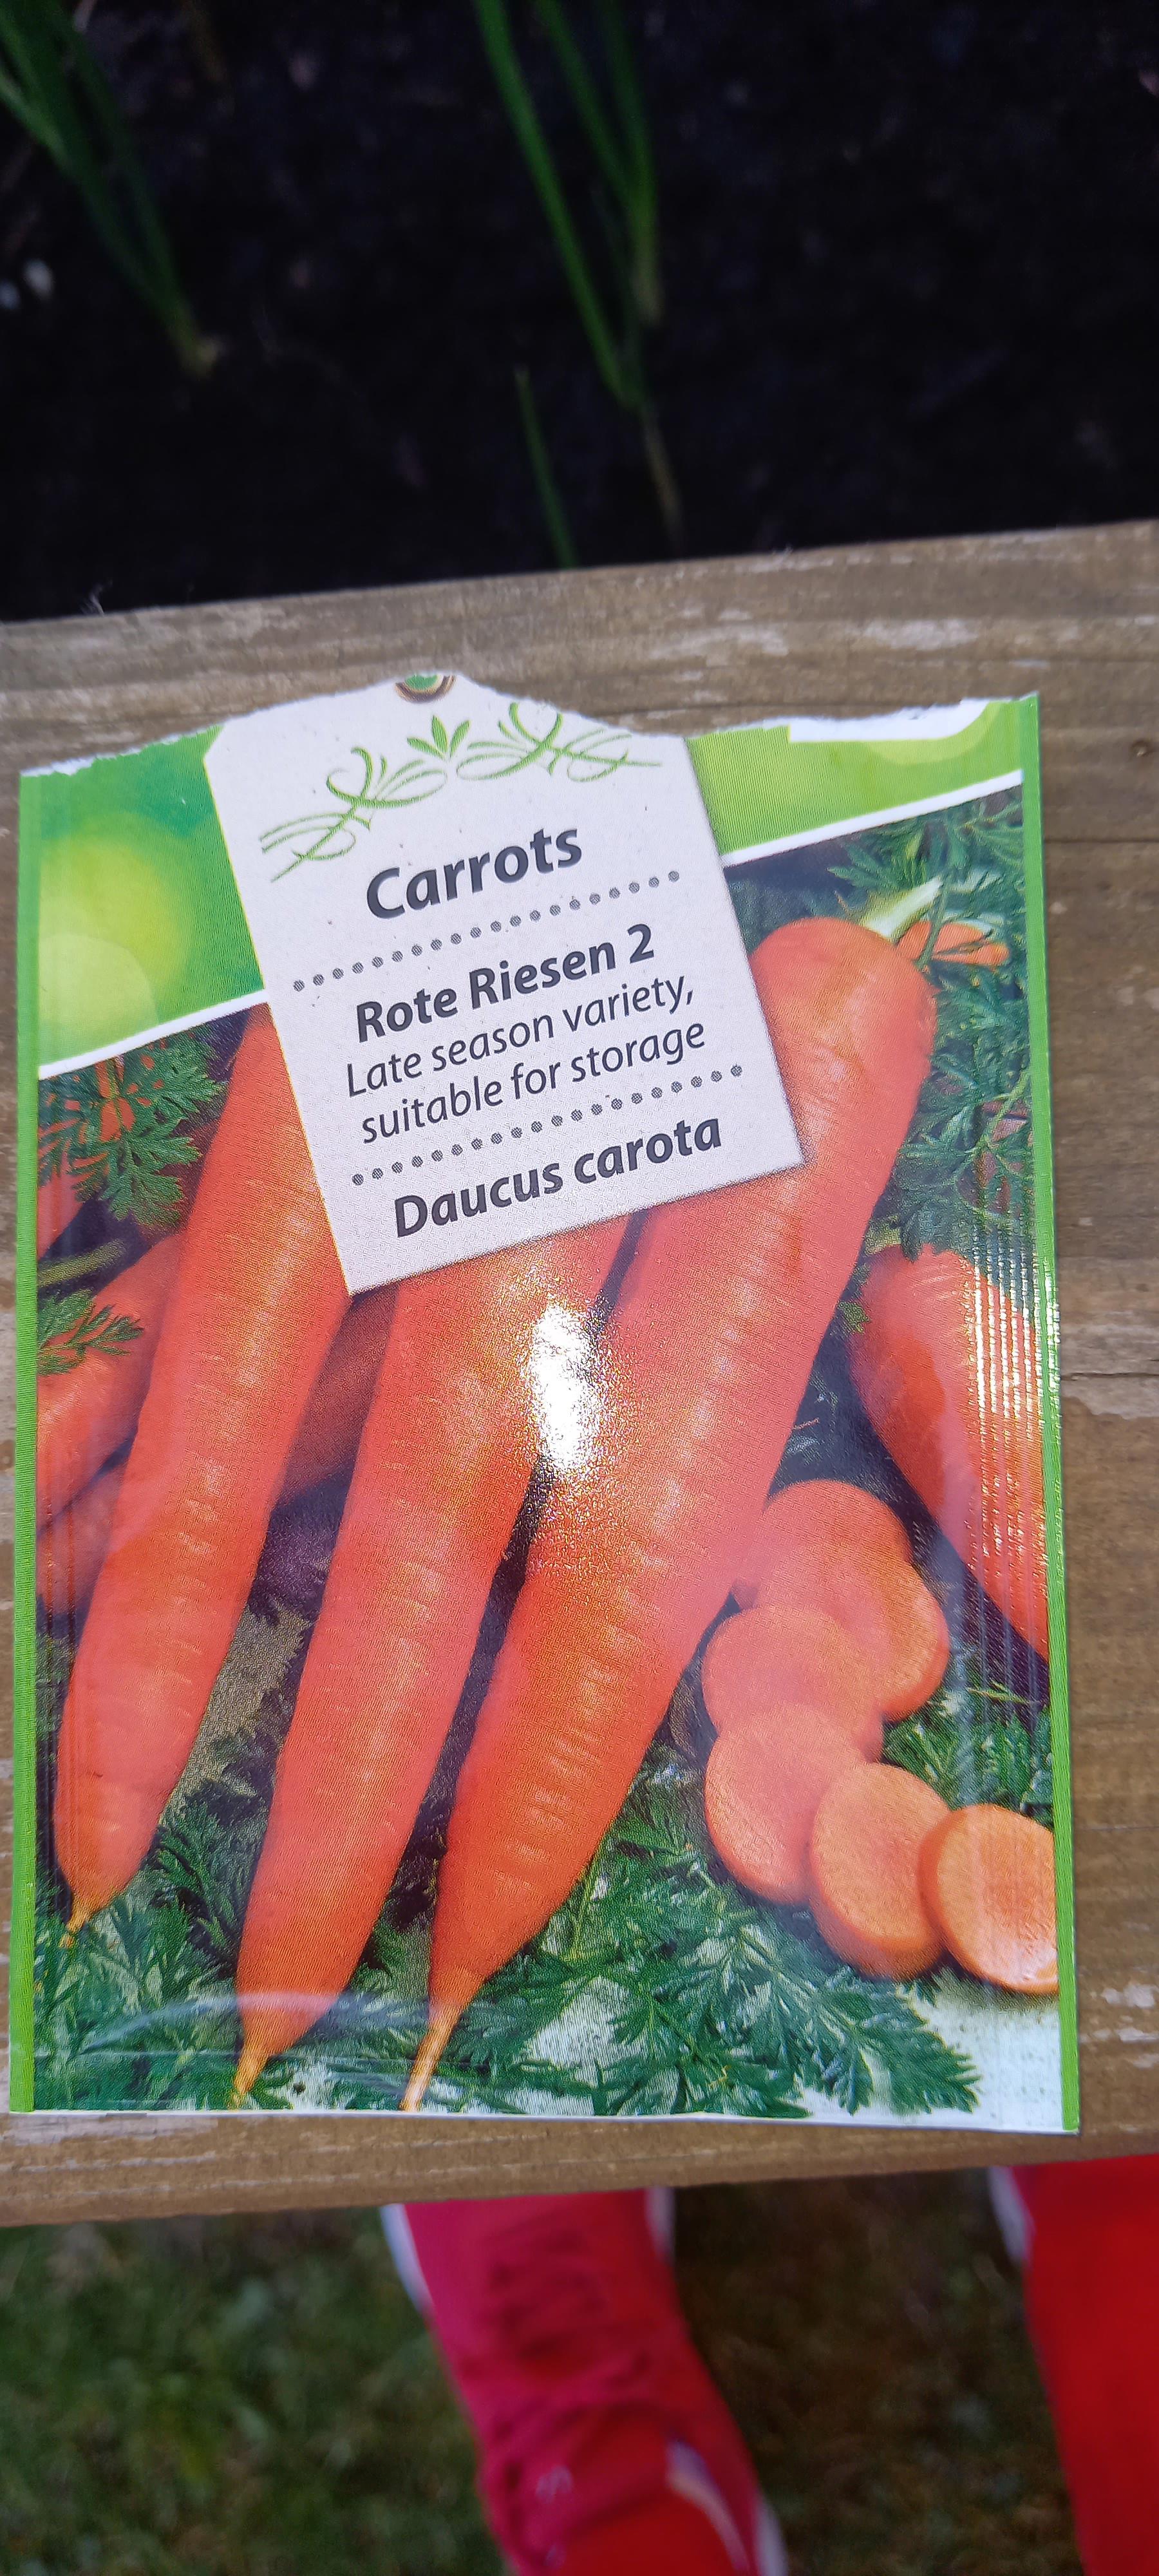 Carrots
Rote Riesen 2
Late season variety,
suitable for storage
Daucus carota